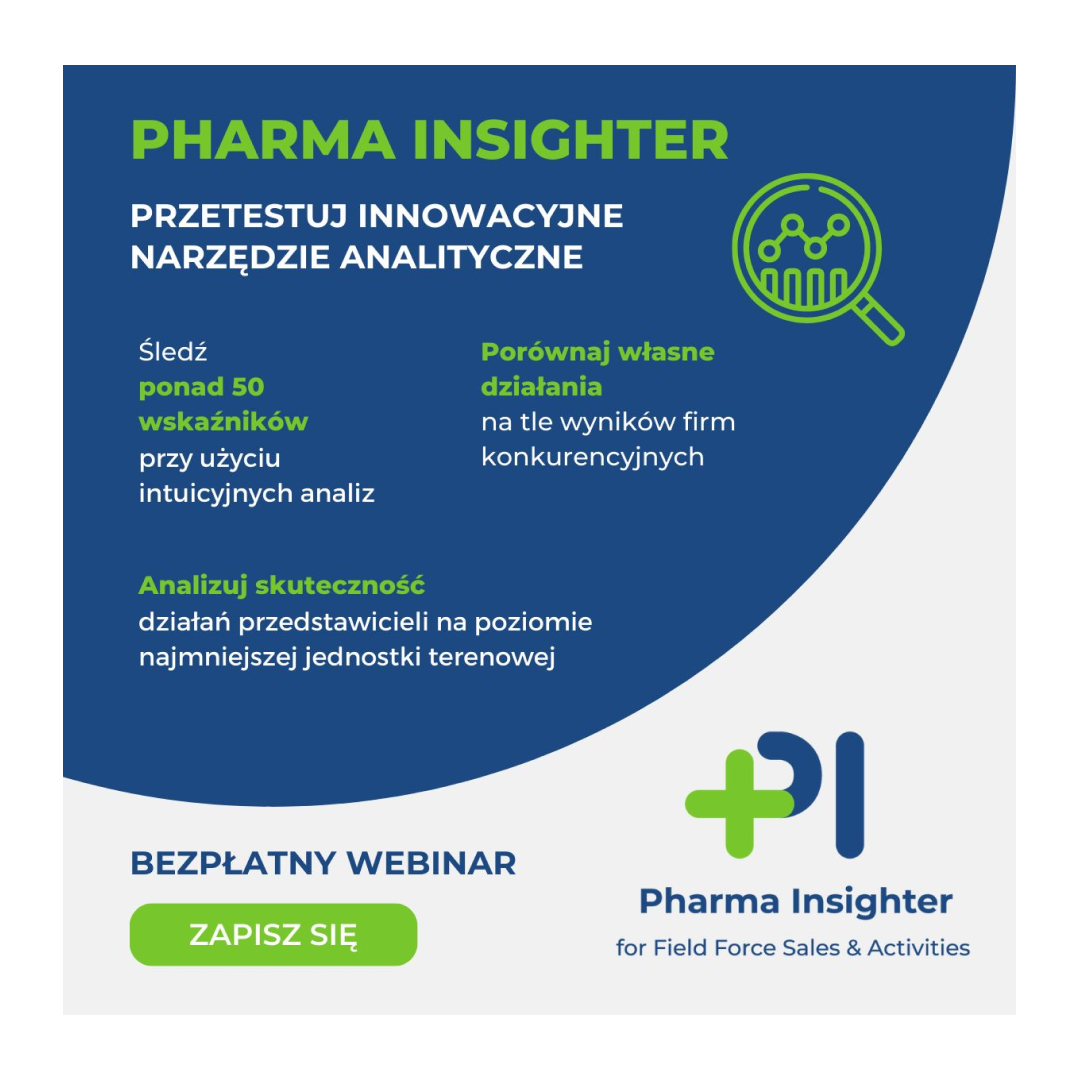 PHARMA INSIGHTER
PRZETESTUJ INNOWACYJNE
NARZĘDZIE ANALITYCZNE
Śledź
ponad 50
wskaźników
przy użyciu
intuicyjnych analiz
Porównaj własne
działania
na tle wyników firm
konkurencyjnych
Analizuj skuteczność
działań przedstawicieli na poziomie
najmniejszej jednostki terenowej
BEZPŁATNY WEBINAR
ZAPISZ SIĘ
PI
Pharma Insighter
for Field Force Sales & Activities